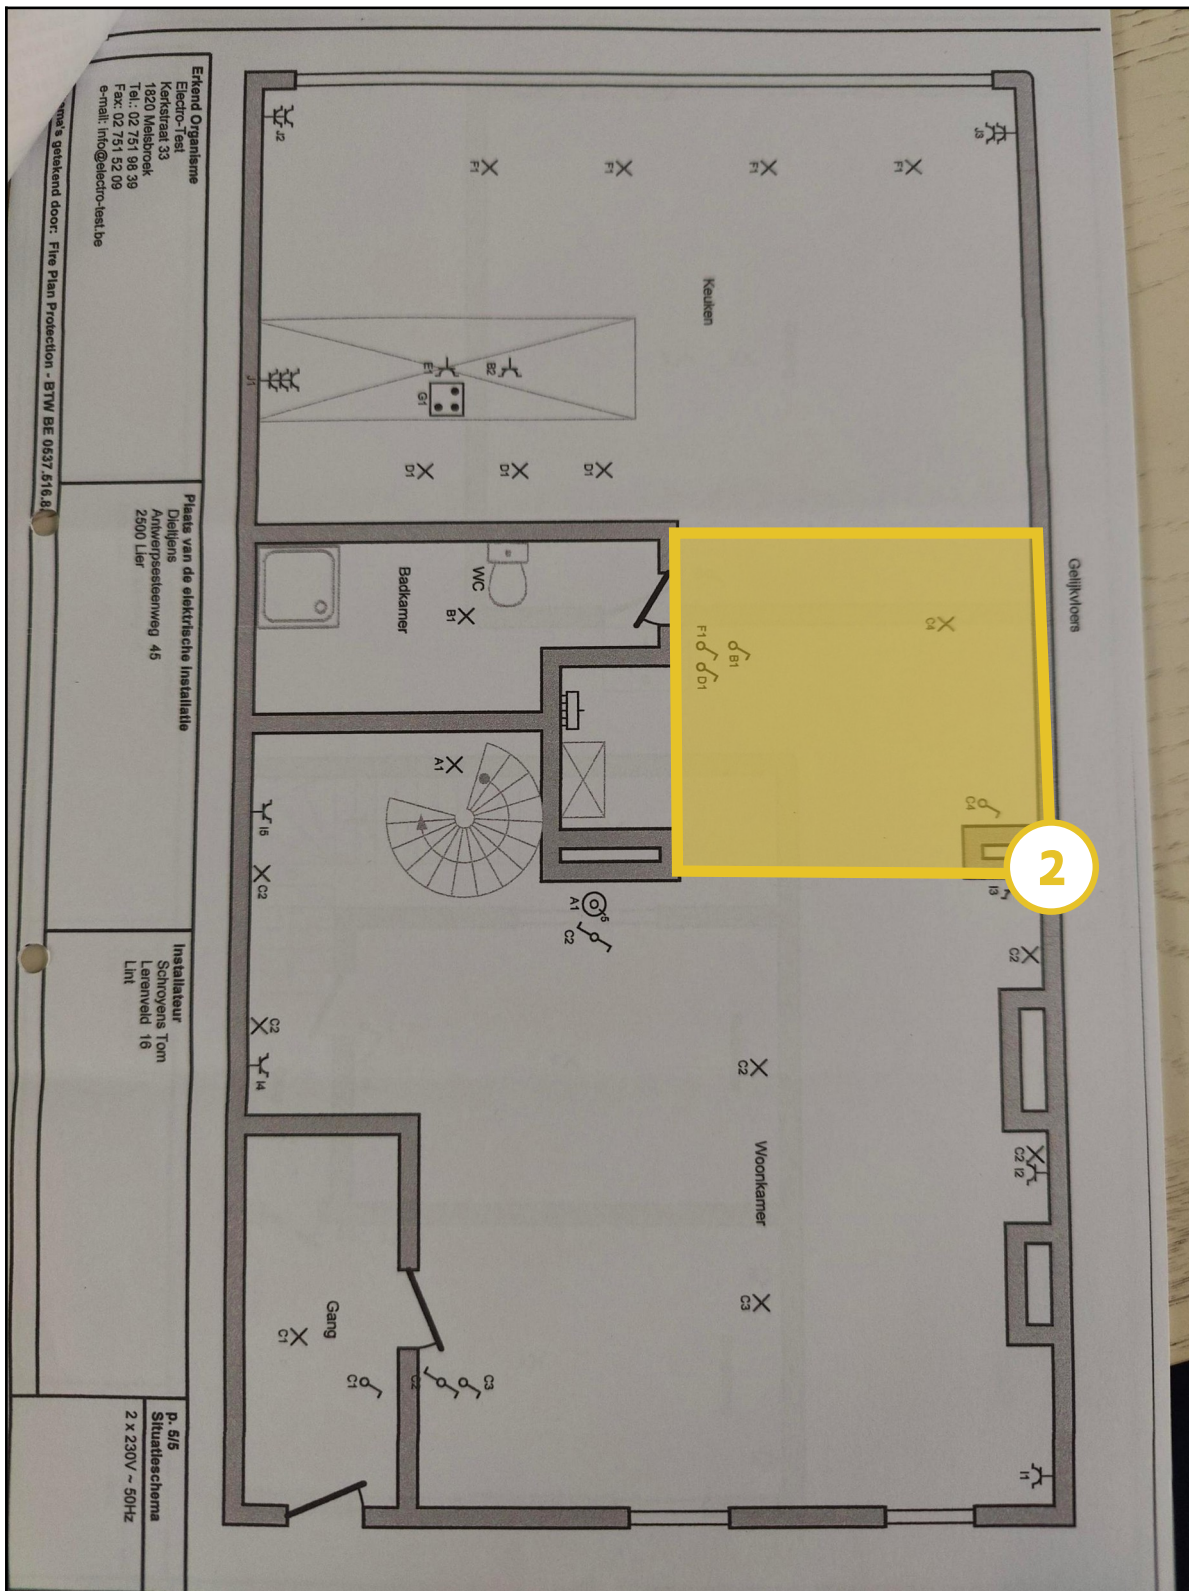 Erkend Organisme
Electro-Test
Kerkstraat 33
1820 Melsbroek
Tel.: 02 751 98 39
Fax: 02 751 52 09
e-mail: info@electro-test.be
getekend door: Fire Plan Protection - BTW BE 0637.516.8
Plaats van de elektrische installatie
Dieltjens
Antwerpsesteenweg 45
2500 Lier
Installateur
Schroyens Tom
Lerenveld 16
Lint
p. 5/5
Situatieschema
2 x 230V ~ 50Hz
Gelijkvloers
J2
J3
F1
F1
F1
F1
Keuken
J1
E1
B2
G1
D1
D1
D1
Badkamer
WC
B1
F1
B1
D1
C4
C4
2
I3
A1
I5
C2
A1
5
C2
C2
C2
I4
C2
C2 I2
Woonkamer
C3
Gang
C1
C1
C2
C3
I1